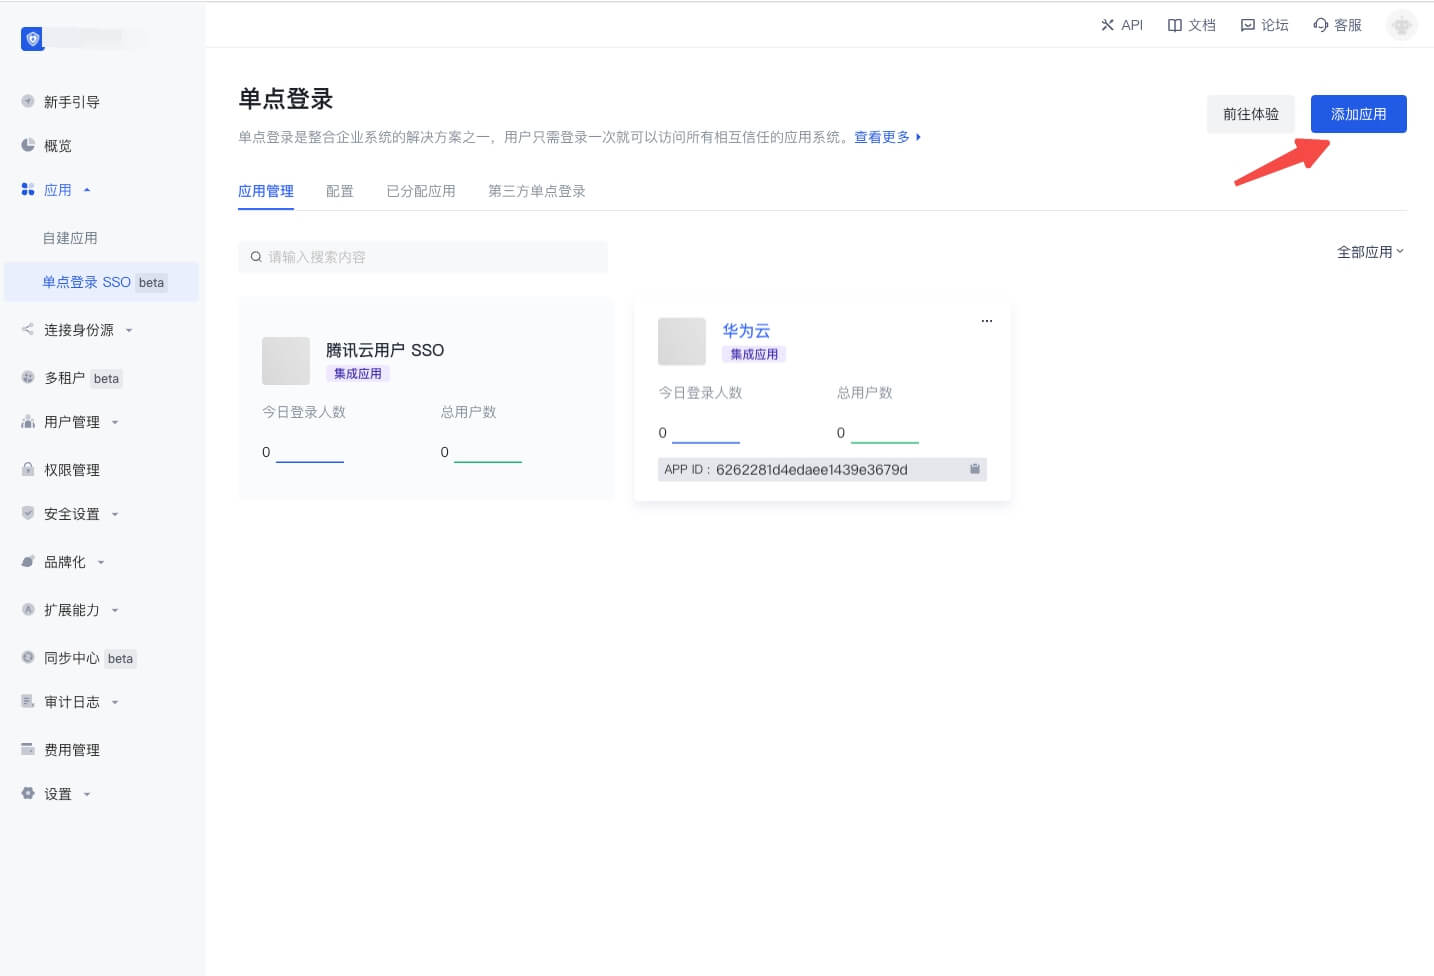 API 文档 论坛 客服
新手引导
概览
应用
自建应用
单点登录 SSO beta
连接身份源
多租户 beta
用户管理
权限管理
安全设置
品牌化
扩展能力
同步中心 beta
审计日志
费用管理
设置
单点登录
单点登录是整合企业系统的解决方案之一，用户只需登录一次就可以访问所有相互信任的应用系统。查看更多
前往体验 添加应用
应用管理 配置 已分配应用 第三方单点登录
请输入搜索内容
全部应用
腾讯云用户 SSO
集成应用
今日登录人数 总用户数
0 0
华为云
集成应用
今日登录人数 总用户数
0 0
APP ID： 6262281d4edaee1439e3679d